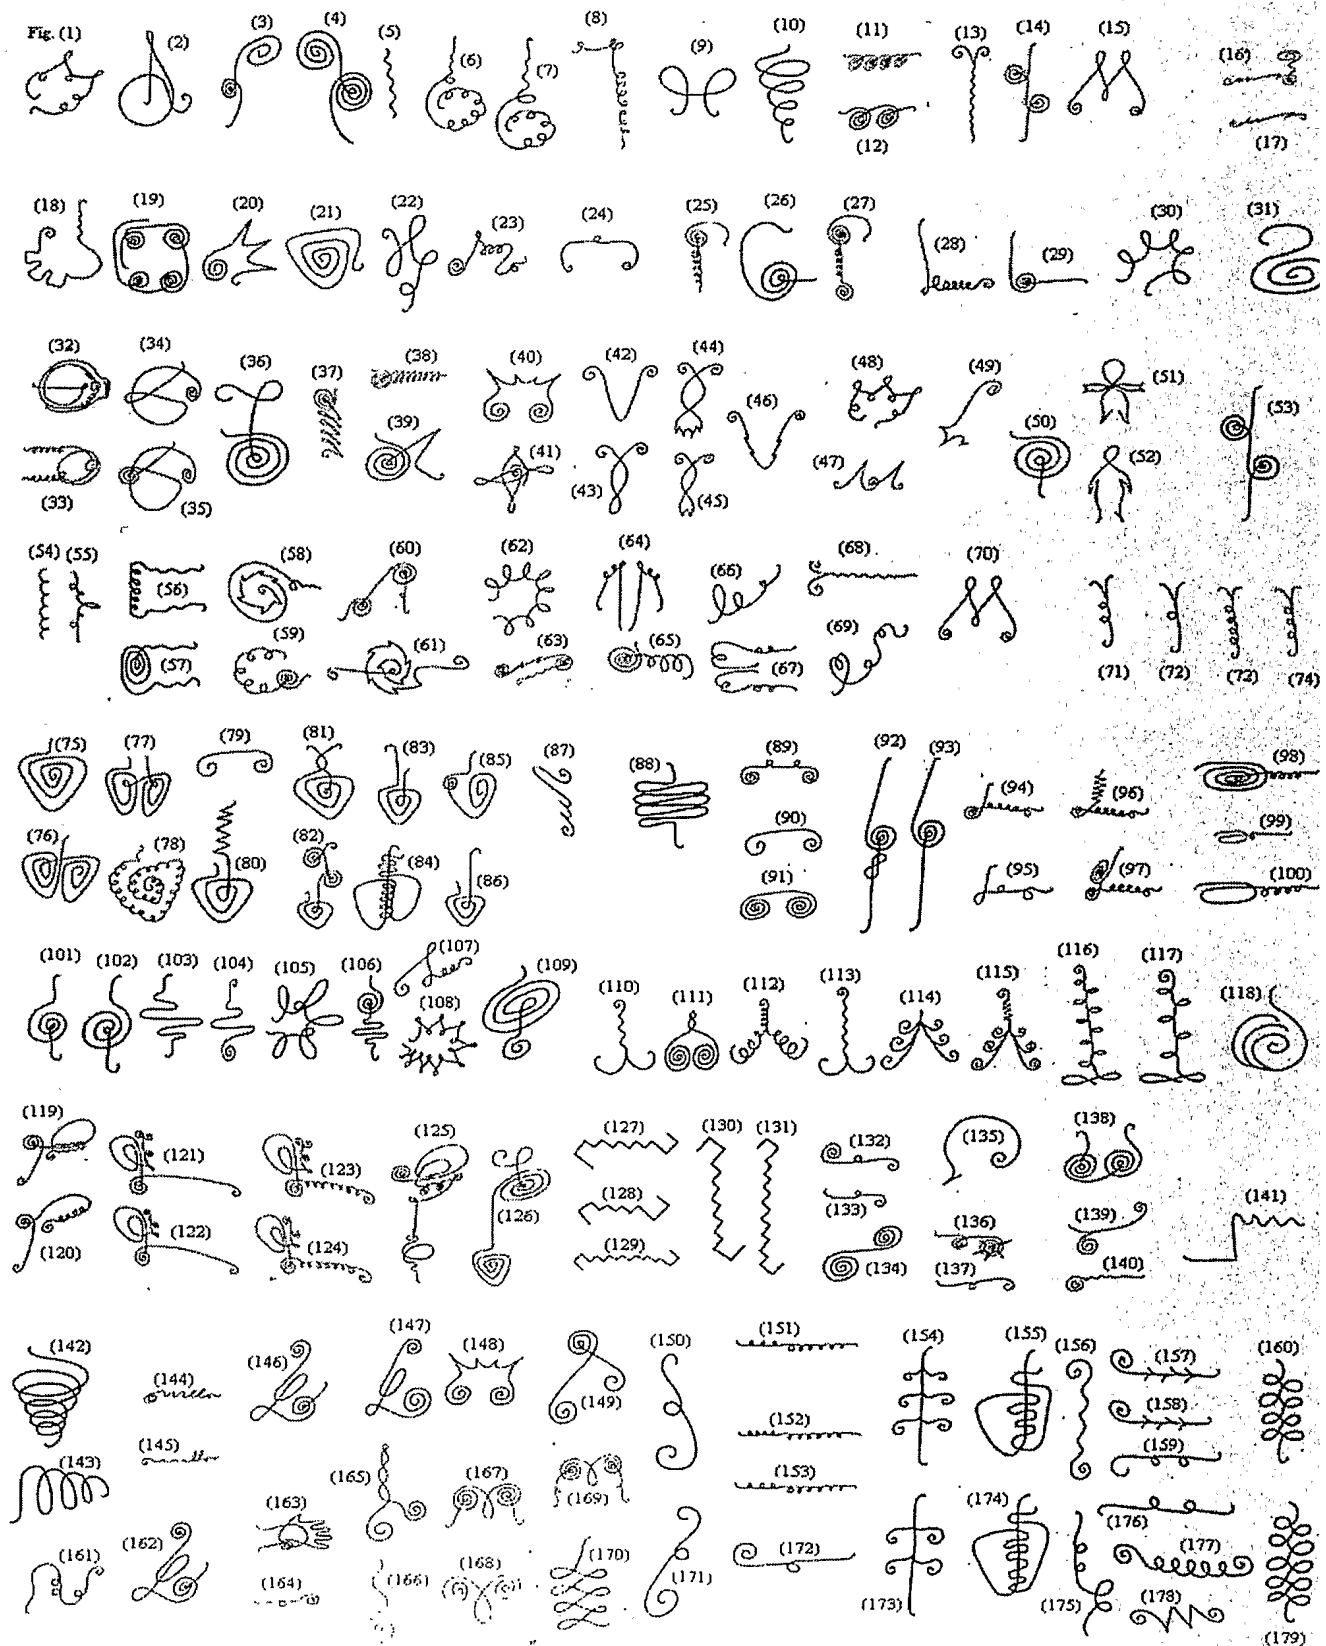 Fig. (1) (2) (3) (4) (5) (6) (7) (8) (9) (10) (11) (12) (13) (14) (15) (16) (17)
(18) (19) (20) (21) (22) (23) (24) (25) (26) (27) (28) (29) (30) (31)
(32) (34) (36) (37) (38) (40) (42) (44) (46) (48) (49) (50) (51) (53)
(33) (35) (39) (41) (43) (45) (47) (52)
(54) (55) (56) (58) (60) (62) (64) (66) (68) (70)
(57) (59) (61) (63) (65) (67) (69) (71) (72) (72) (74)
(75) (77) (79) (81) (83) (85) (87) (88) (89) (92) (93) (94) (96) (98)
(76) (78) (80) (82) (84) (86) (90) (91) (95) (97) (99) (100)
(101) (102) (103) (104) (105) (106) (107) (108) (109) (110) (111) (112) (113) (114) (115) (116) (117) (118)
(119) (121) (123) (125) (127) (130) (131) (132) (135) (138)
(120) (122) (124) (126) (128) (129) (133) (134) (136) (137) (139) (140) (141)
(142) (144) (146) (147) (148) (149) (150) (151) (154) (155) (156) (157) (160)
(143) (145) (152) (153) (158) (159)
(161) (162) (163) (165) (167) (169) (171) (172) (174) (176)
(164) (166) (168) (170) (173) (175) (177) (178) (179)